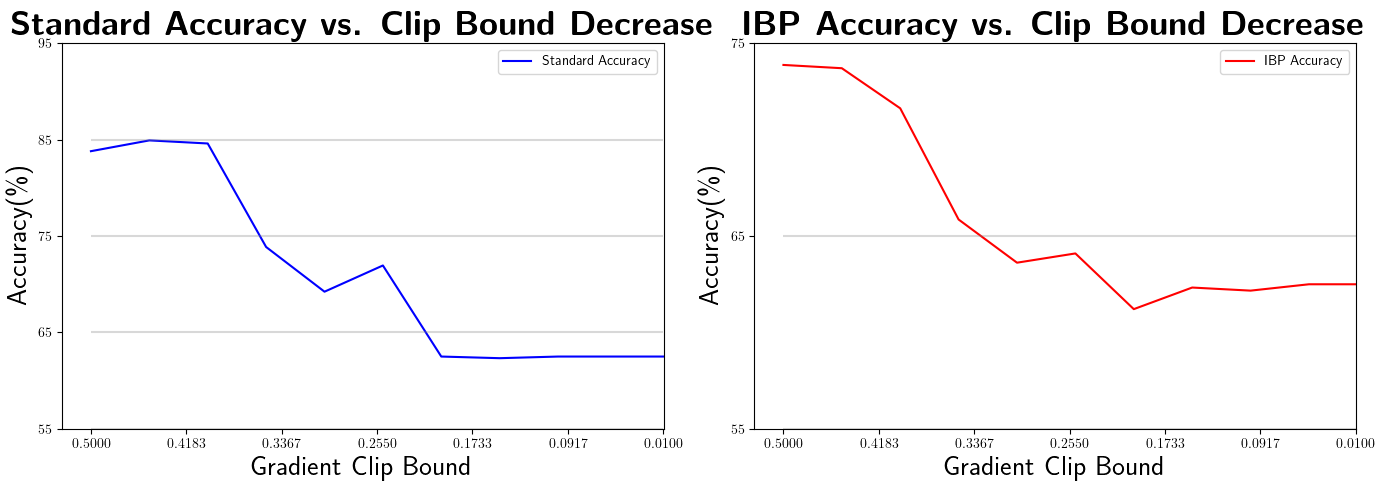 Standard Accuracy vs. Clip Bound Decrease
Standard Accuracy
Accuracy(%)
95
85
75
65
55
0.5000 0.4183 0.3367 0.2550 0.1733 0.0917 0.0100
Gradient Clip Bound
IBP Accuracy vs. Clip Bound Decrease
IBP Accuracy
Accuracy(%)
75
65
55
0.5000 0.4183 0.3367 0.2550 0.1733 0.0917 0.0100
Gradient Clip Bound